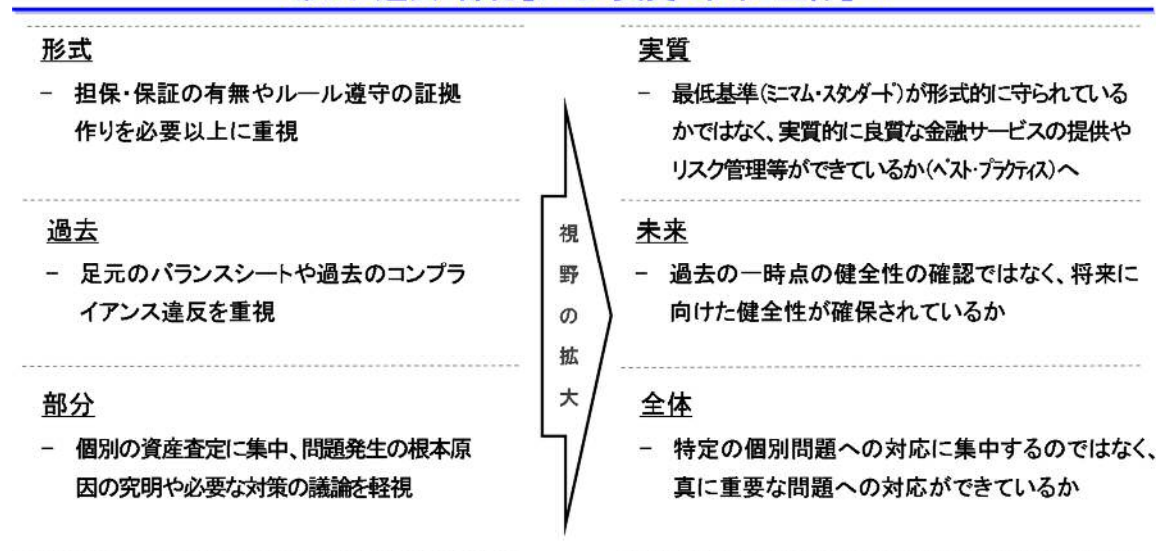 形式
－ 担保・保証の有無やルール遵守の証拠
作りを必要以上に重視
過去
－ 足元のバランスシートや過去のコンプラ
イアンス違反を重視
部分
－ 個別の資産査定に集中、問題発生の根本原
因の究明や必要な対策の議論を軽視
視
野
の
拡
大
実質
－ 最低基準(ミニマム・スタンダード)が形式的に守られている
かではなく、実質的に良質な金融サービスの提供や
リスク管理等ができているか(ベスト・プラクティス)へ
未来
－ 過去の一時点の健全性の確認ではなく、将来に
向けた健全性が確保されているか
全体
－ 特定の個別問題への対応に集中するのではなく、
真に重要な問題への対応ができているか